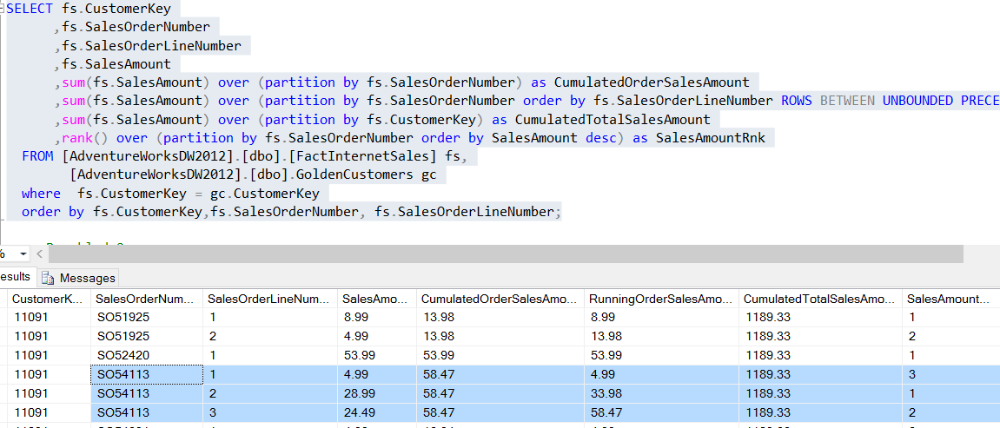 SELECT fs.CustomerKey
,fs.SalesOrderNumber
,fs.SalesOrderLineNumber
,fs.SalesAmount
,sum(fs.SalesAmount) over (partition by fs.SalesOrderNumber) as CumulatedOrderSalesAmount
,sum(fs.SalesAmount) over (partition by fs.SalesOrderNumber order by fs.SalesOrderLineNumber ROWS BETWEEN UNBOUNDED PRECE
,sum(fs.SalesAmount) over (partition by fs.CustomerKey) as CumulatedTotalSalesAmount
,rank() over (partition by fs.SalesOrderNumber order by SalesAmount desc) as SalesAmountRnk
FROM [AdventureWorksDW2012].[dbo].[FactInternetSales] fs,
[AdventureWorksDW2012].[dbo].GoldenCustomers gc
where fs.CustomerKey = gc.CustomerKey
order by fs.CustomerKey,fs.SalesOrderNumber, fs.SalesOrderLineNumber;
%
esults Messages
CustomerK... SalesOrderNum... SalesOrderLineNum... SalesAmo... CumulatedOrderSalesAmo... RunningOrderSalesAmo... CumulatedTotalSalesAmo... SalesAmount...
11091 SO51925 1 8.99 13.98 8.99 1189.33 1
11091 SO51925 2 4.99 13.98 13.98 1189.33 2
11091 SO52420 1 53.99 53.99 53.99 1189.33 1
11091 SO54113 1 4.99 58.47 4.99 1189.33 3
11091 SO54113 2 28.99 58.47 33.98 1189.33 1
11091 SO54113 3 24.49 58.47 58.47 1189.33 2